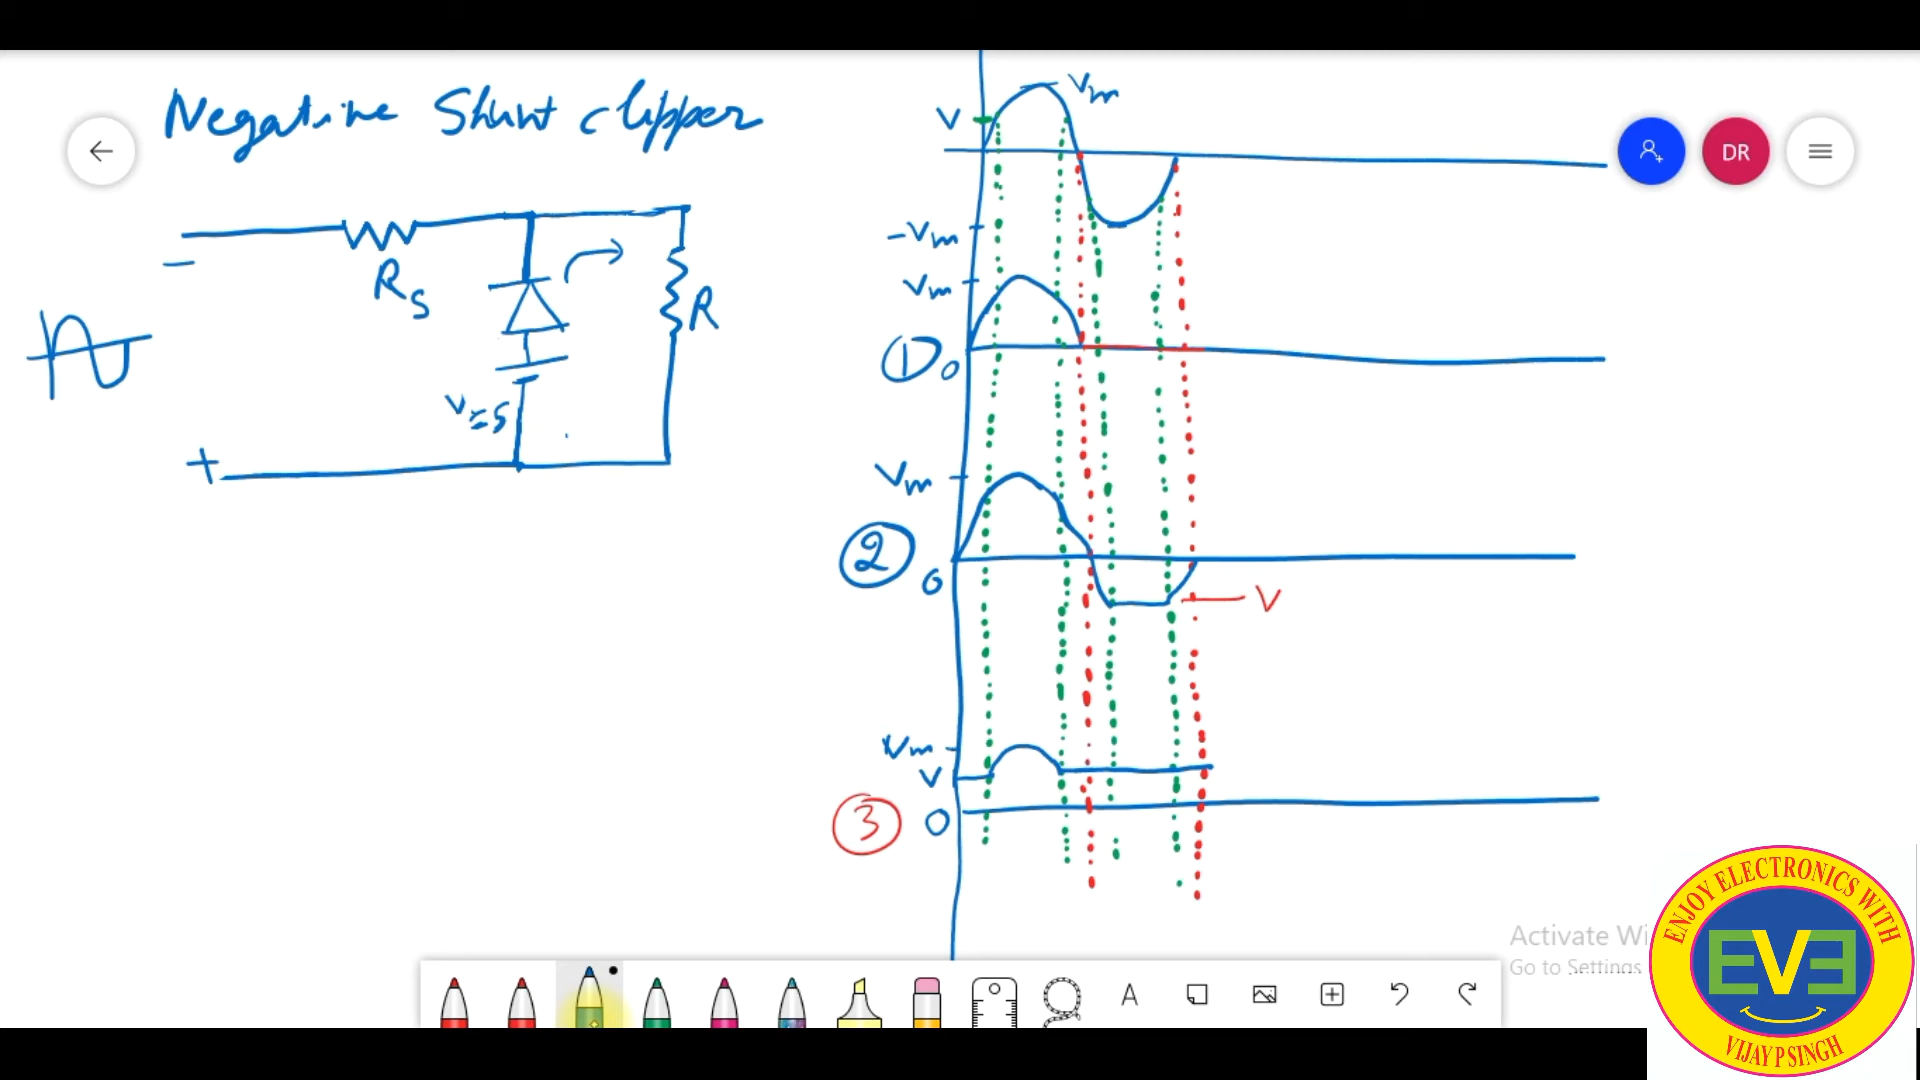 Negative Shunt clipper
Vm
V
-Vm
DR
−
Rs
R
V=5
+
Vm
1
0
Vm
2
0
V
Vm
V
3
0
Activate Wi
Go to Settings
ENJOY ELECTRONICS WITH
EVE
VIJAY P SINGH
A